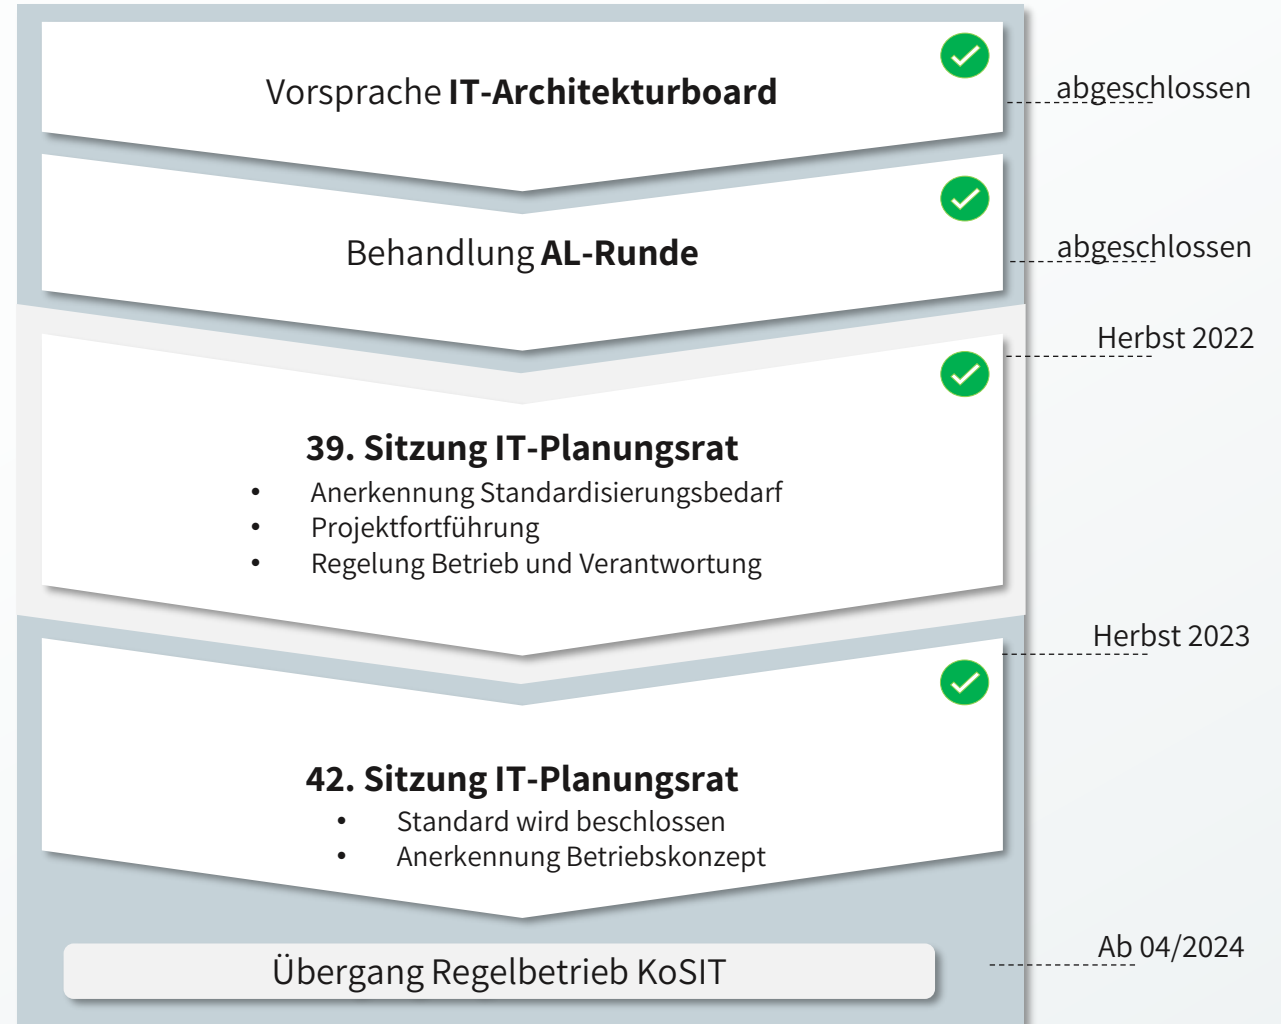 Vorsprache IT-Architekturboard
abgeschlossen
Behandlung AL-Runde
abgeschlossen
Herbst 2022
39. Sitzung IT-Planungsrat
• Anerkennung Standardisierungsbedarf
• Projektfortführung
• Regelung Betrieb und Verantwortung
Herbst 2023
42. Sitzung IT-Planungsrat
• Standard wird beschlossen
• Anerkennung Betriebskonzept
Ab 04/2024
Übergang Regelbetrieb KoSIT